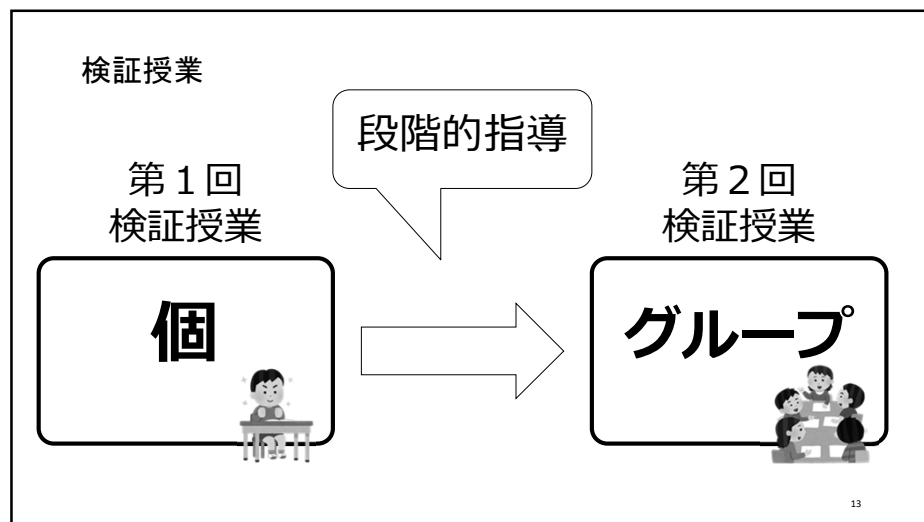 検証授業
段階的指導
第１回
検証授業
個
第２回
検証授業
グループ
13